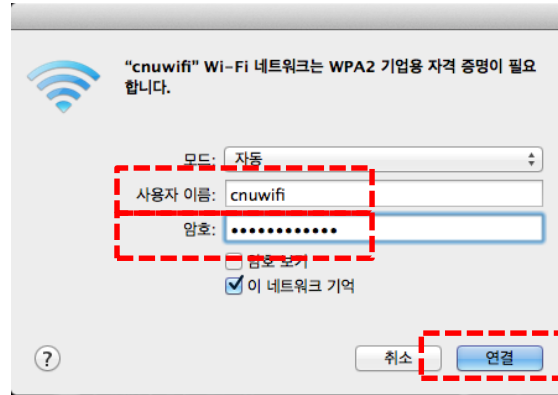 “cnuwifi” Wi-Fi 네트워크는 WPA2 기업용 자격 증명이 필요
합니다.
모드: 자동
사용자 이름: cnuwifi
암호: ••••••••••••
암호 보기
이 네트워크 기억
?
취소
연결